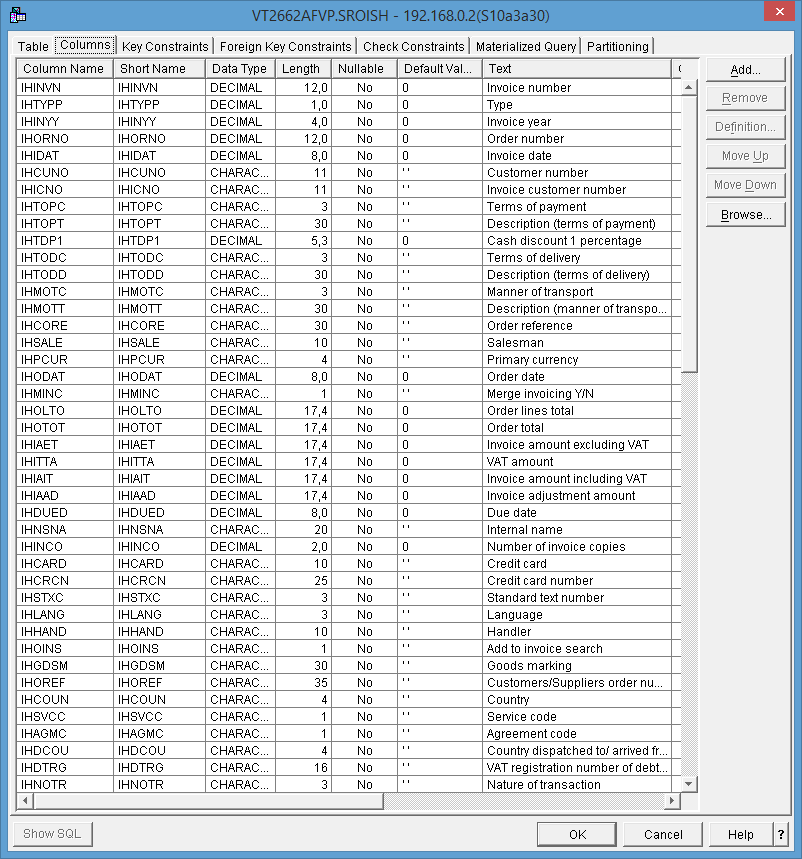 VT2662AFVP.SROISH - 192.168.0.2(S10a3a30)
Table Columns Key Constraints Foreign Key Constraints Check Constraints Materialized Query Partitioning
Column Name Short Name Data Type Length Nullable Default Val... Text
IHINVN IHINVN DECIMAL 12,0 No 0 Invoice number
IHTYPP IHTYPP DECIMAL 1,0 No 0 Type
IHINYY IHINYY DECIMAL 4,0 No 0 Invoice year
IHORNO IHORNO DECIMAL 12,0 No 0 Order number
IHIDAT IHIDAT DECIMAL 8,0 No 0 Invoice date
IHCUNO IHCUNO CHARAC... 11 No ' ' Customer number
IHICNO IHICNO CHARAC... 11 No ' ' Invoice customer number
IHTOPC IHTOPC CHARAC... 3 No ' ' Terms of payment
IHTOPT IHTOPT CHARAC... 30 No ' ' Description (terms of payment)
IHTDP1 IHTDP1 DECIMAL 5,3 No 0 Cash discount 1 percentage
IHTODC IHTODC CHARAC... 3 No ' ' Terms of delivery
IHTODD IHTODD CHARAC... 30 No ' ' Description (terms of delivery)
IHMOTC IHMOTC CHARAC... 3 No ' ' Manner of transport
IHMOTT IHMOTT CHARAC... 30 No ' ' Description (manner of transpo...
IHCORE IHCORE CHARAC... 30 No ' ' Order reference
IHSALE IHSALE CHARAC... 10 No ' ' Salesman
IHPCUR IHPCUR CHARAC... 4 No ' ' Primary currency
IHODAT IHODAT DECIMAL 8,0 No 0 Order date
IHMINC IHMINC CHARAC... 1 No ' ' Merge invoicing Y/N
IHOLTO IHOLTO DECIMAL 17,4 No 0 Order lines total
IHOTOT IHOTOT DECIMAL 17,4 No 0 Order total
IHIAET IHIAET DECIMAL 17,4 No 0 Invoice amount excluding VAT
IHITTA IHITTA DECIMAL 17,4 No 0 VAT amount
IHIAIT IHIAIT DECIMAL 17,4 No 0 Invoice amount including VAT
IHIAAD IHIAAD DECIMAL 17,4 No 0 Invoice adjustment amount
IHDUED IHDUED DECIMAL 8,0 No 0 Due date
IHNSNA IHNSNA CHARAC... 20 No ' ' Internal name
IHINCO IHINCO DECIMAL 2,0 No 0 Number of invoice copies
IHCARD IHCARD CHARAC... 10 No ' ' Credit card
IHCRCN IHCRCN CHARAC... 25 No ' ' Credit card number
IHSTXC IHSTXC CHARAC... 3 No ' ' Standard text number
IHLANG IHLANG CHARAC... 3 No ' ' Language
IHHAND IHHAND CHARAC... 10 No ' ' Handler
IHOINS IHOINS CHARAC... 1 No ' ' Add to invoice search
IHGDSM IHGDSM CHARAC... 30 No ' ' Goods marking
IHOREF IHOREF CHARAC... 35 No ' ' Customers/Suppliers order nu...
IHCOUN IHCOUN CHARAC... 4 No ' ' Country
IHSVCC IHSVCC CHARAC... 1 No ' ' Service code
IHAGMC IHAGMC CHARAC... 1 No ' ' Agreement code
IHDCOU IHDCOU CHARAC... 4 No ' ' Country dispatched to/ arrived fr...
IHDTRG IHDTRG CHARAC... 16 No ' ' VAT registration number of debt...
IHNOTR IHNOTR CHARAC... 3 No ' ' Nature of transaction
Add...
Remove
Definition...
Move Up
Move Down
Browse...
Show SQL OK Cancel Help ?